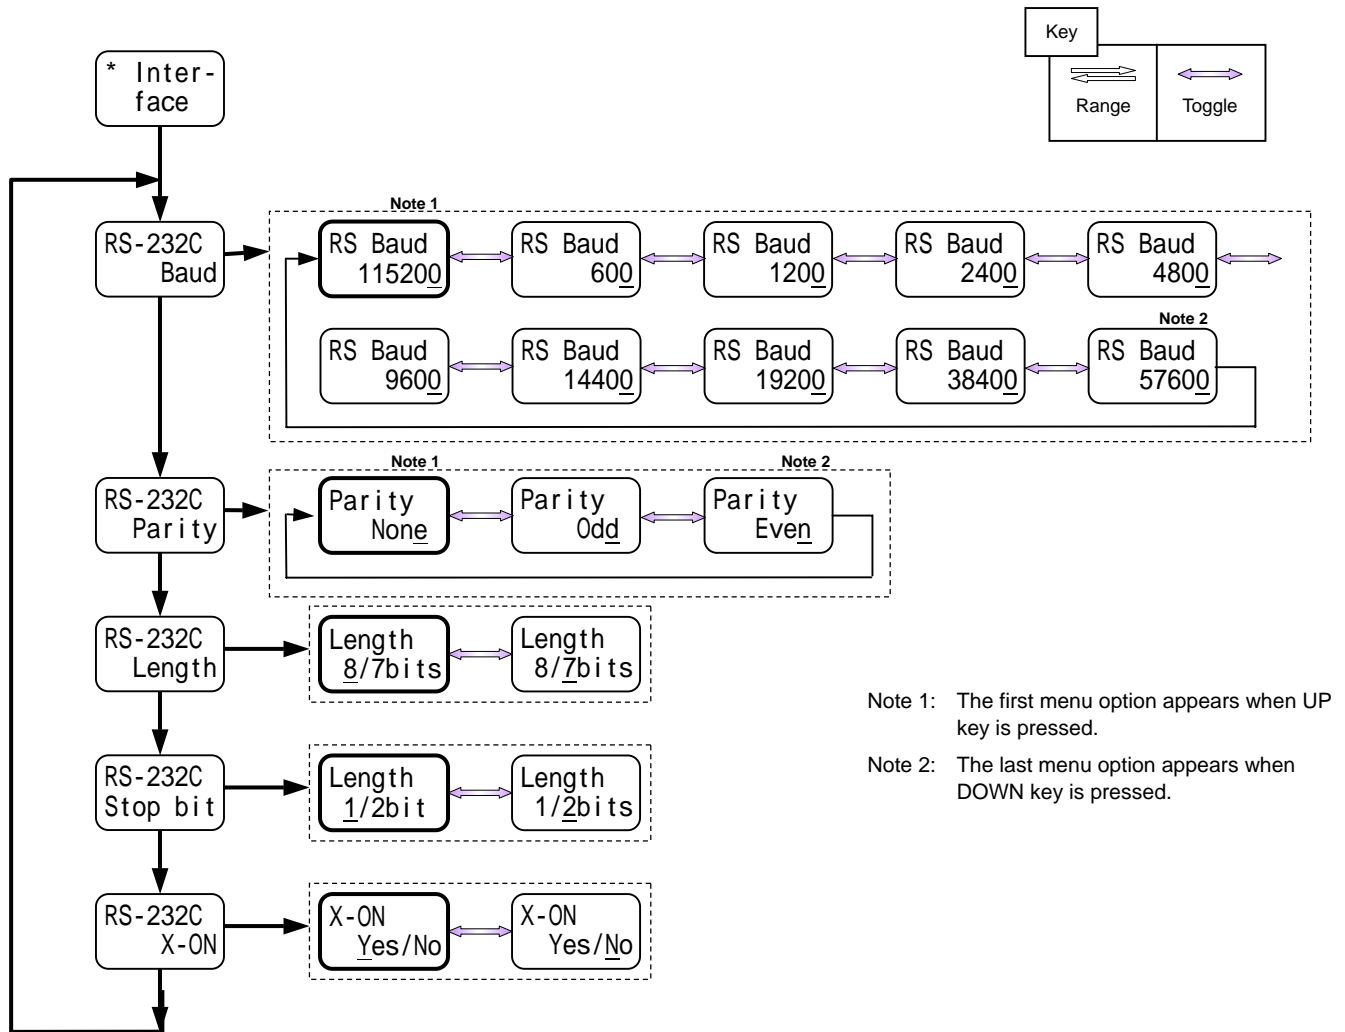 Key
Range
Toggle
* Inter-
face
RS-232C
Baud
Note 1
RS Baud
115200
RS Baud
600
RS Baud
1200
RS Baud
2400
RS Baud
4800
Note 2
RS Baud
9600
RS Baud
14400
RS Baud
19200
RS Baud
38400
RS Baud
57600
RS-232C
Parity
Note 1
Note 2
Parity
None
Parity
Odd
Parity
Even
RS-232C
Length
Length
8/7bits
Length
8/7bits
RS-232C
Stop bit
Length
1/2bit
Length
1/2bits
RS-232C
X-ON
X-ON
Yes/No
X-ON
Yes/No
Note 1: The first menu option appears when UP
key is pressed.
Note 2: The last menu option appears when
DOWN key is pressed.